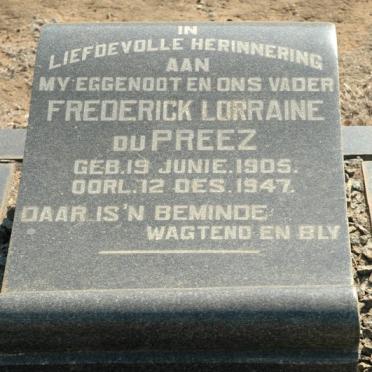 IN
LIEFDEVOLLE HERINNERING
AAN
MY EGGENOOT EN ONS VADER
FREDERICK LORRAINE
DU PREEZ
GEB. 19 JUNIE. 1905.
OORL. 12 DES. 1947.
DAAR IS 'N BEMINDE
WAGTEND EN BLY